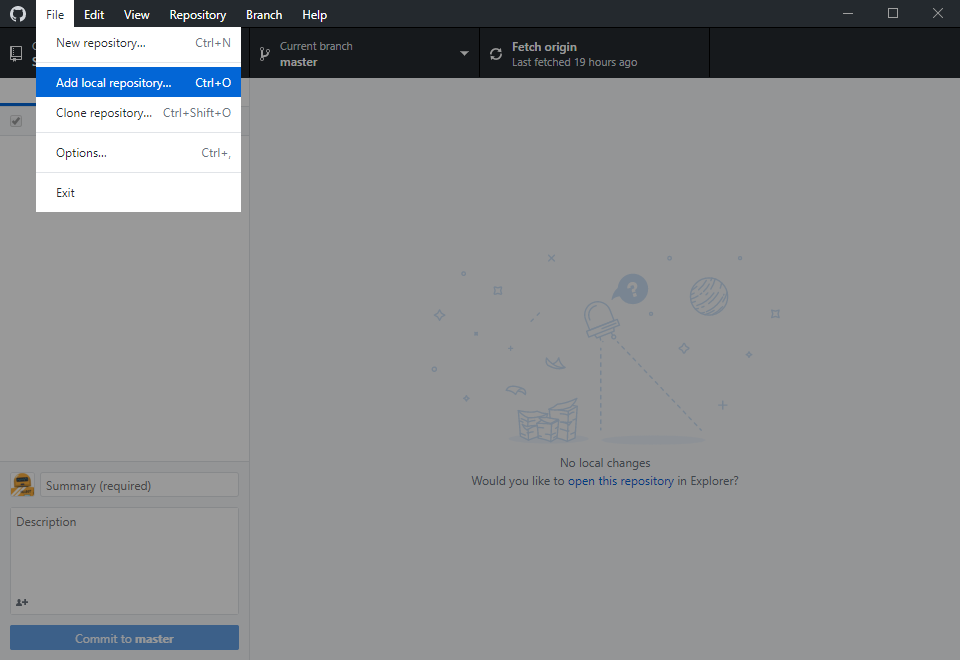 File Edit View Repository Branch Help
New repository... Ctrl+N
Add local repository... Ctrl+O
Clone repository... Ctrl+Shift+O
Options... Ctrl+,
Exit
Current branch
master
Fetch origin
Last fetched 19 hours ago
?
No local changes
Would you like to open this repository in Explorer?
Summary (required)
Description
Commit to master